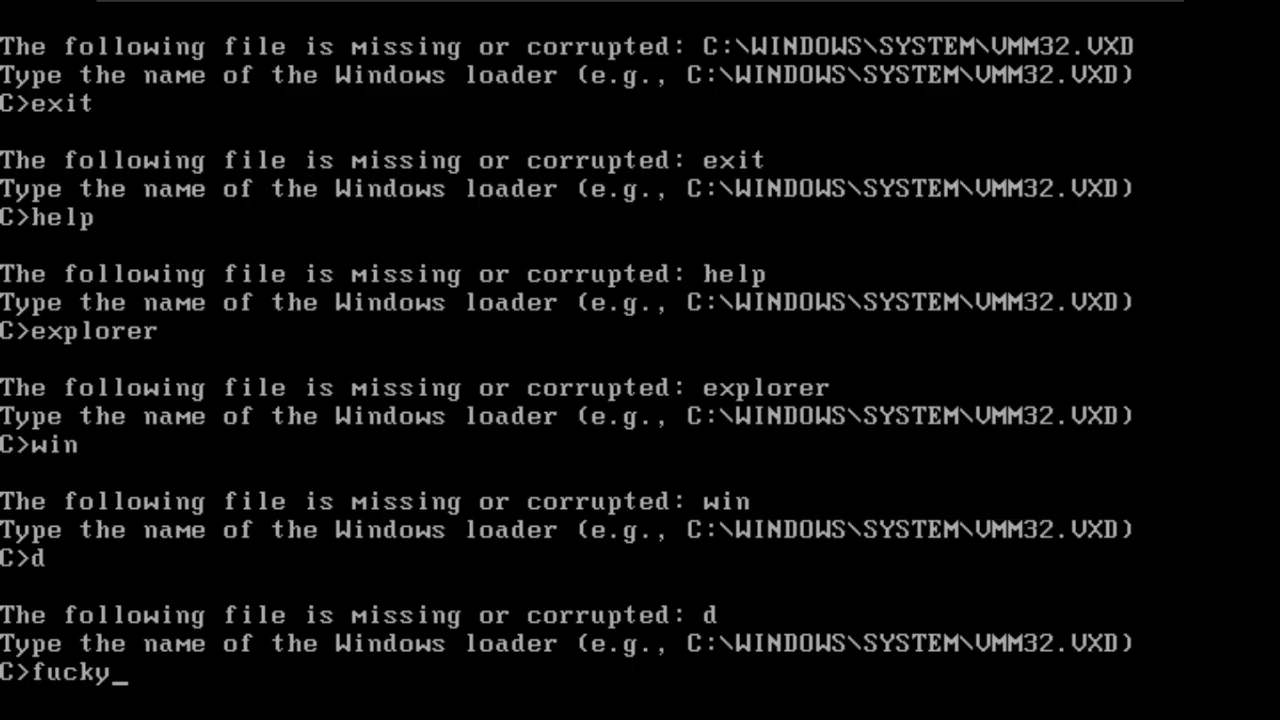 The following file is missing or corrupted: C:\WINDOWS\SYSTEM\VMM32.VXD
Type the name of the Windows loader (e.g., C:\WINDOWS\SYSTEM\VMM32.VXD)
C>exit
The following file is missing or corrupted: exit
Type the name of the Windows loader (e.g., C:\WINDOWS\SYSTEM\VMM32.VXD)
C>help
The following file is missing or corrupted: help
Type the name of the Windows loader (e.g., C:\WINDOWS\SYSTEM\VMM32.VXD)
C>explorer
The following file is missing or corrupted: explorer
Type the name of the Windows loader (e.g., C:\WINDOWS\SYSTEM\VMM32.VXD)
C>win
The following file is missing or corrupted: win
Type the name of the Windows loader (e.g., C:\WINDOWS\SYSTEM\VMM32.VXD)
C>d
The following file is missing or corrupted: d
Type the name of the Windows loader (e.g., C:\WINDOWS\SYSTEM\VMM32.VXD)
C>fucky_